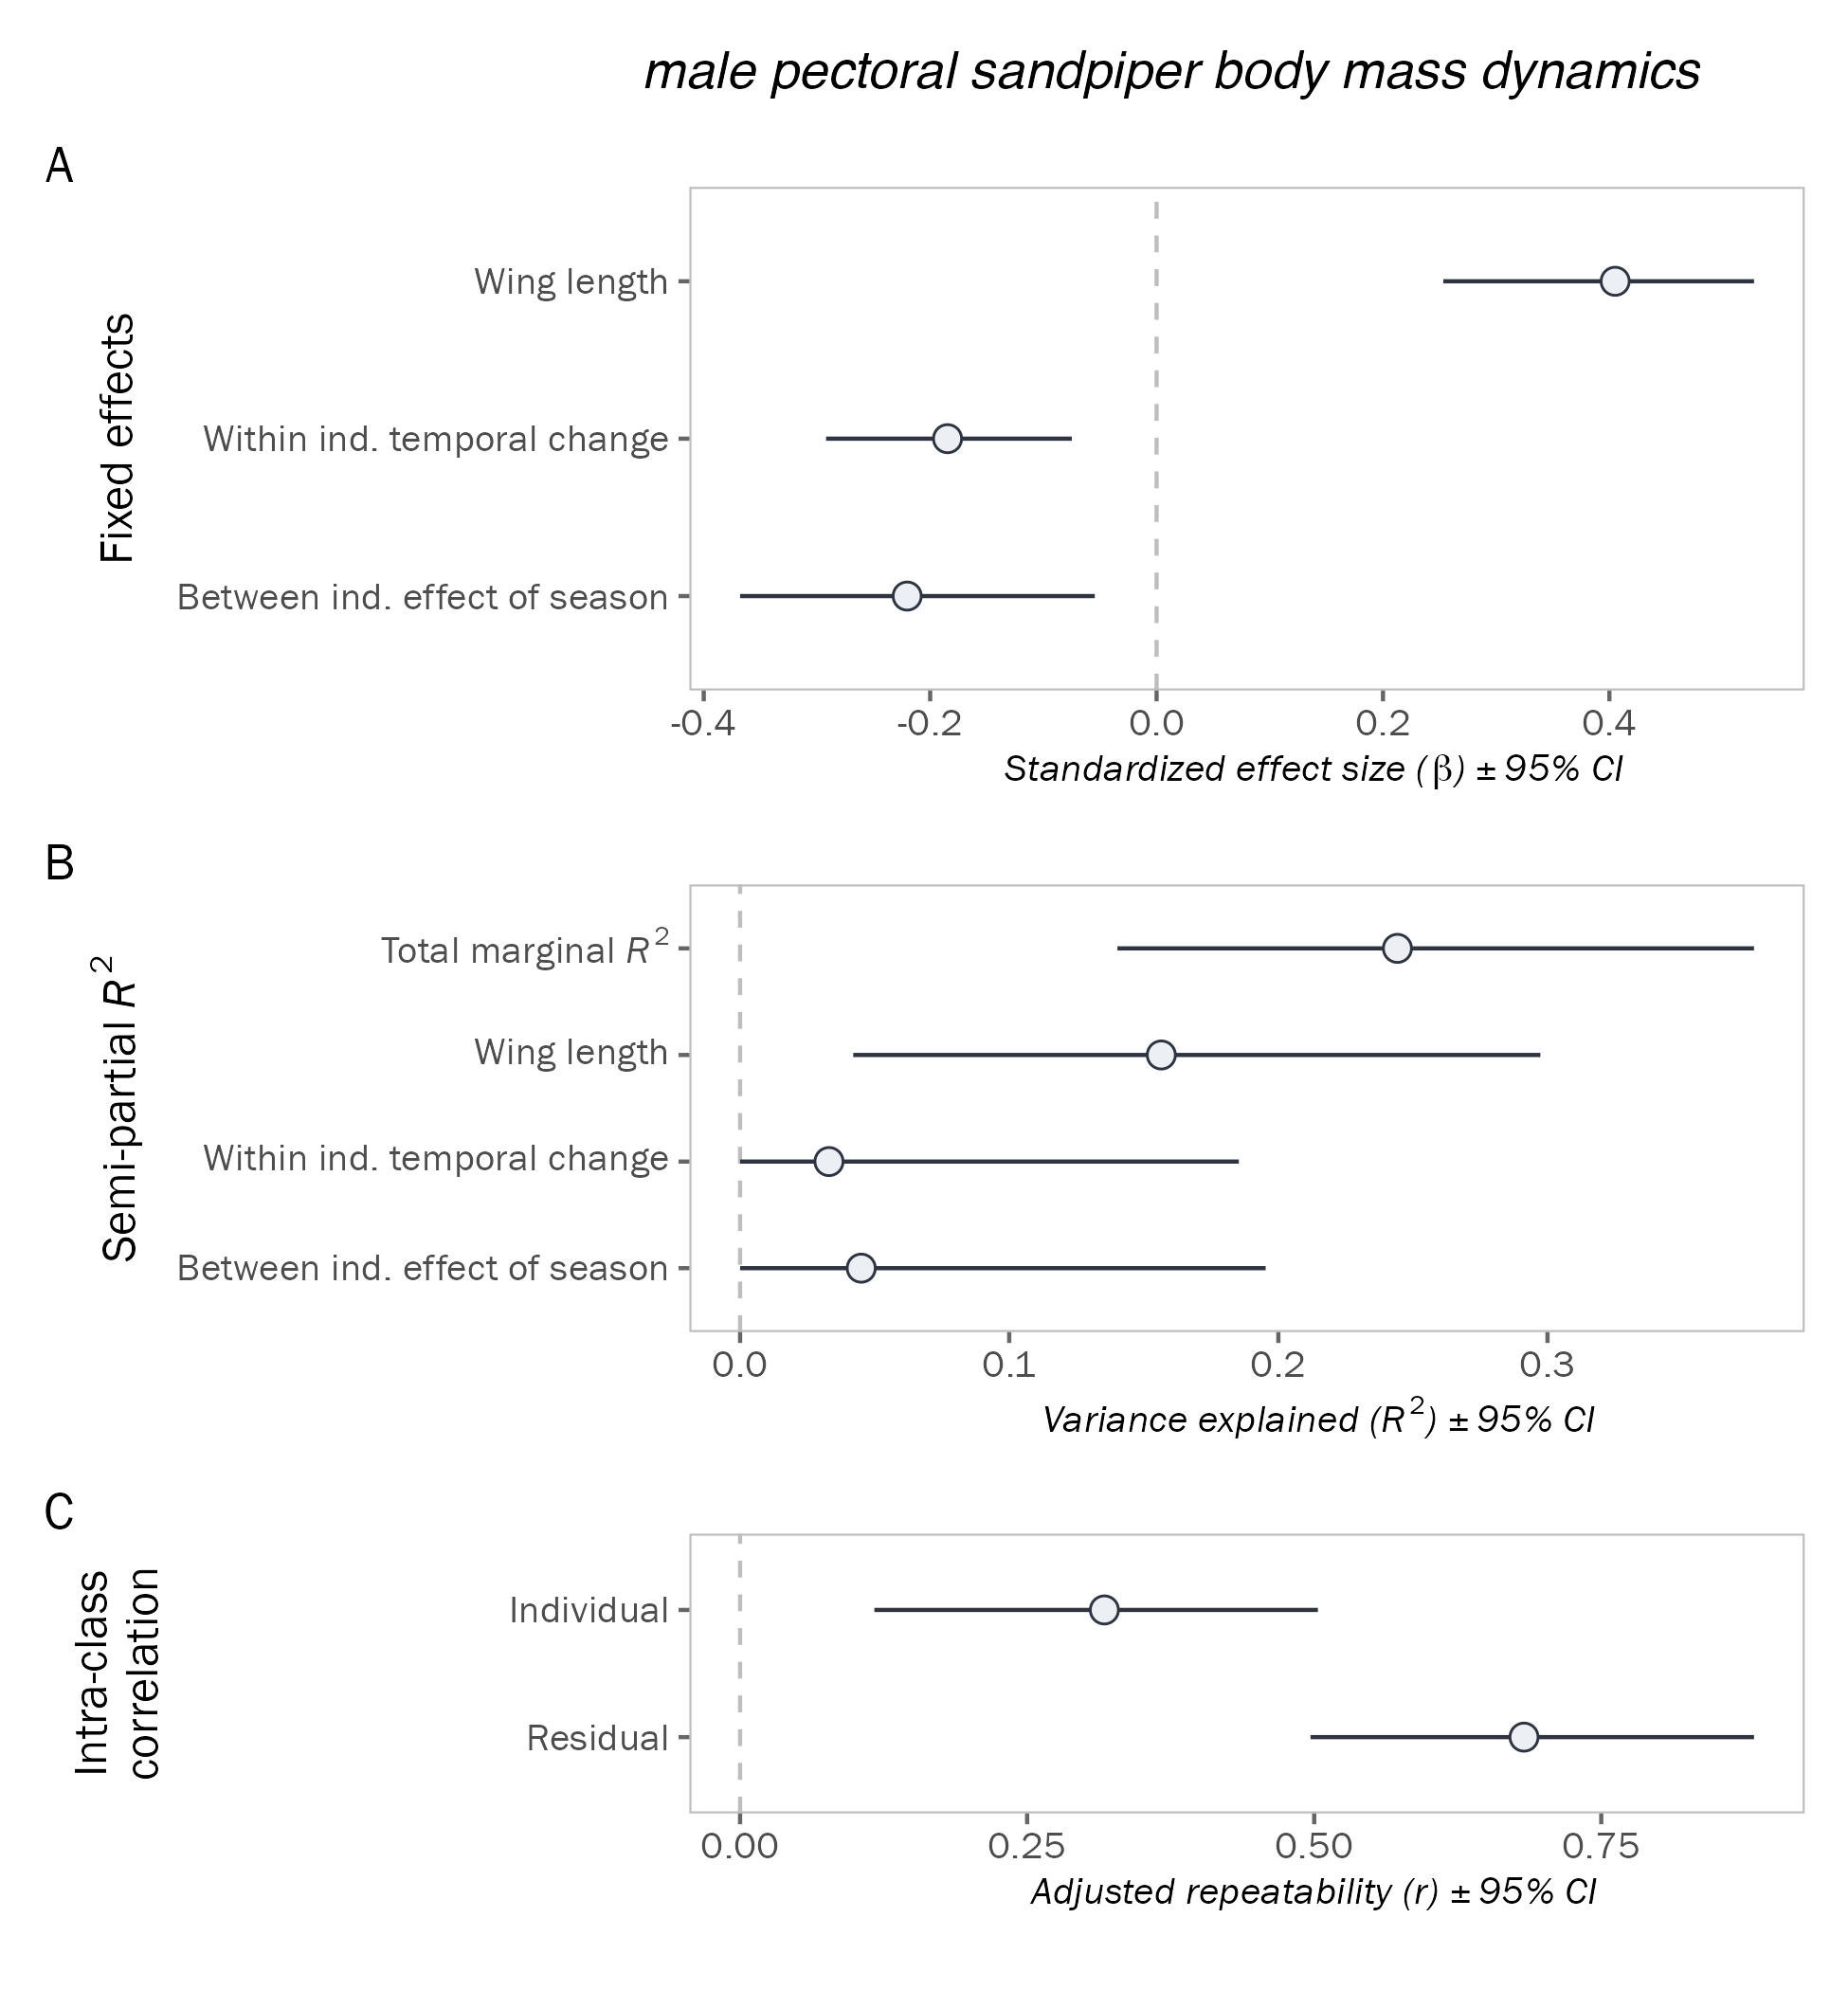 male pectoral sandpiper body mass dynamics
A
Fixed effects
Wing length
Within ind. temporal change
Between ind. effect of season
-0.4 -0.2 0.0 0.2 0.4
Standardized effect size (β) ± 95% CI
B
Semi-partial R²
Total marginal R²
Wing length
Within ind. temporal change
Between ind. effect of season
0.0 0.1 0.2 0.3
Variance explained (R²) ± 95% CI
C
Intra-class
correlation
Individual
Residual
0.00 0.25 0.50 0.75
Adjusted repeatability (r) ± 95% CI